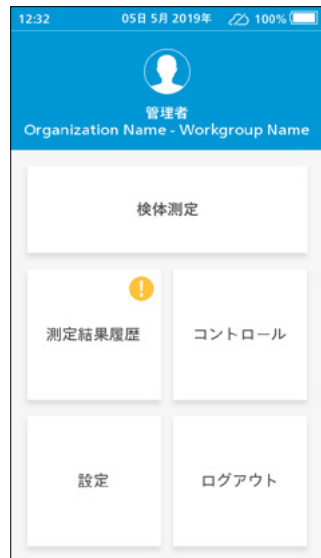 12:32 05日 5月 2019年 100%
管理者
Organization Name - Workgroup Name
検体測定
!
測定結果履歴 コントロール
設定 ログアウト